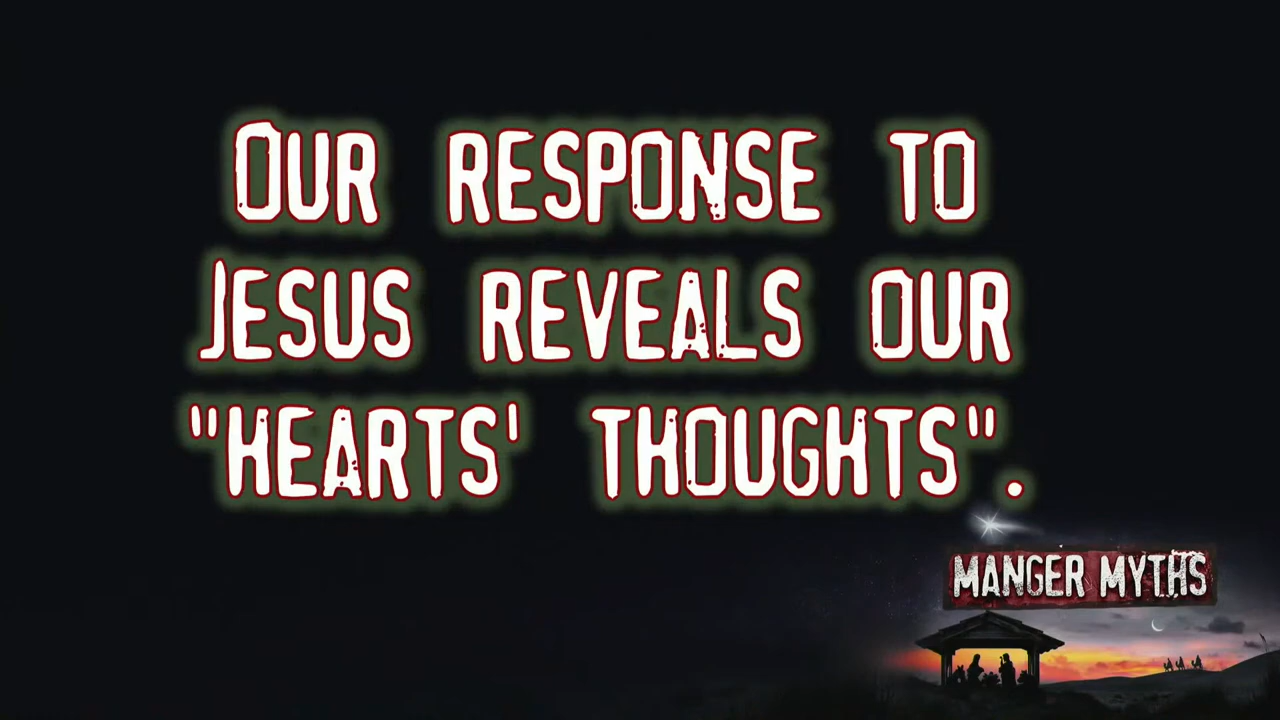 Our response to
Jesus reveals our
"hearts' thoughts".
MANGER MYTHS